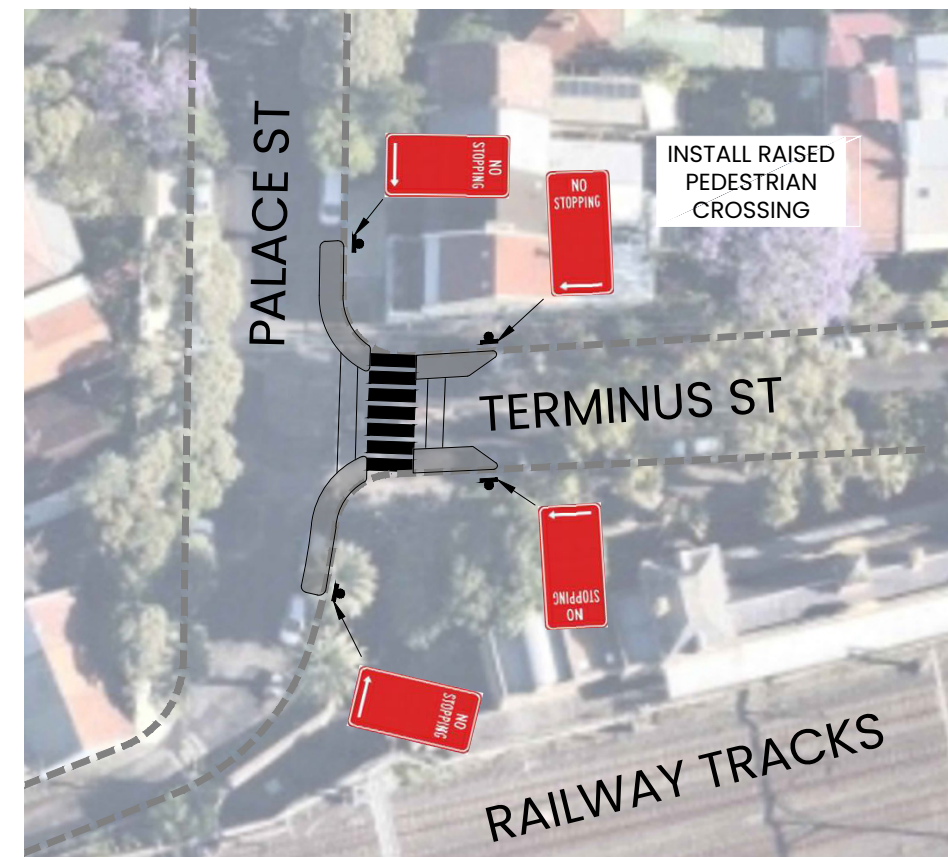 PALACE ST
NO
STOPPING
NO
STOPPING
INSTALL RAISED
PEDESTRIAN
CROSSING
TERMINUS ST
NO
STOPPING
NO
STOPPING
RAILWAY TRACKS